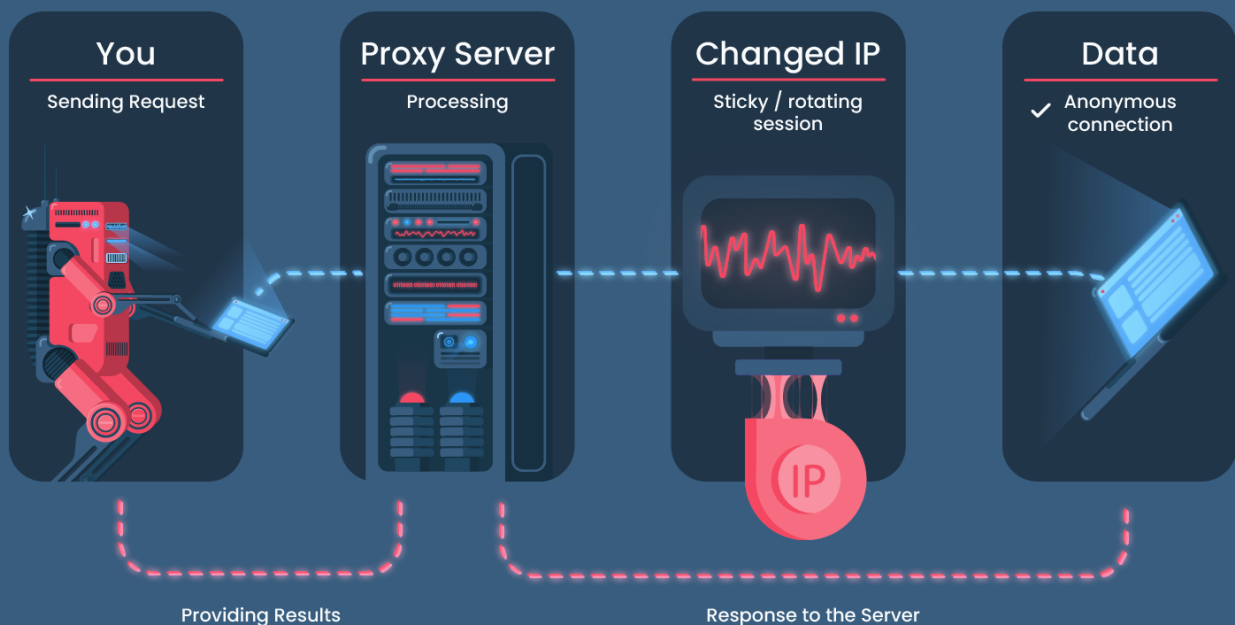 You
Sending Request
Proxy Server
Processing
Changed IP
Sticky / rotating
session
Data
Anonymous
connection
IP
Providing Results
Response to the Server